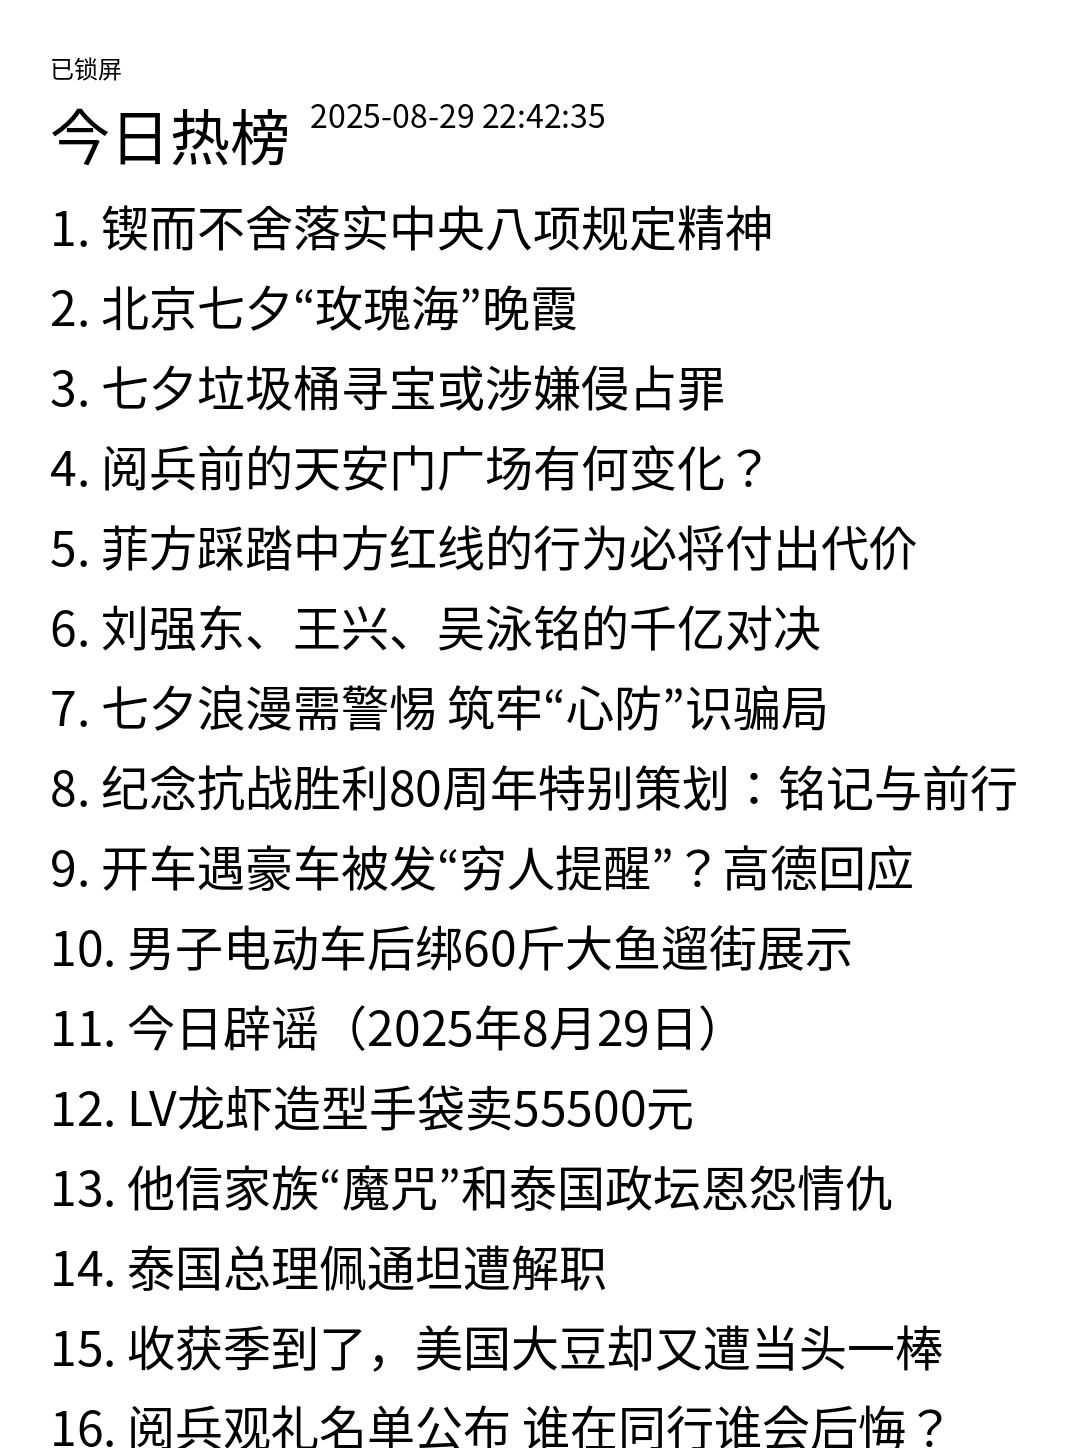 已锁屏
今日热榜 2025-08-29 22:42:35
1. 锲而不舍落实中央八项规定精神
2. 北京七夕“玫瑰海”晚霞
3. 七夕垃圾桶寻宝或涉嫌侵占罪
4. 阅兵前的天安门广场有何变化？
5. 菲方踩踏中方红线的行为必将付出代价
6. 刘强东、王兴、吴泳铭的千亿对决
7. 七夕浪漫需警惕 筑牢“心防”识骗局
8. 纪念抗战胜利80周年特别策划：铭记与前行
9. 开车遇豪车被发“穷人提醒”？高德回应
10. 男子电动车后绑60斤大鱼遛街展示
11. 今日辟谣（2025年8月29日）
12. LV龙虾造型手袋卖55500元
13. 他信家族“魔咒”和泰国政坛恩怨情仇
14. 泰国总理佩通坦遭解职
15. 收获季到了，美国大豆却又遭当头一棒
16. 阅兵观礼名单公布 谁在同行谁会后悔？